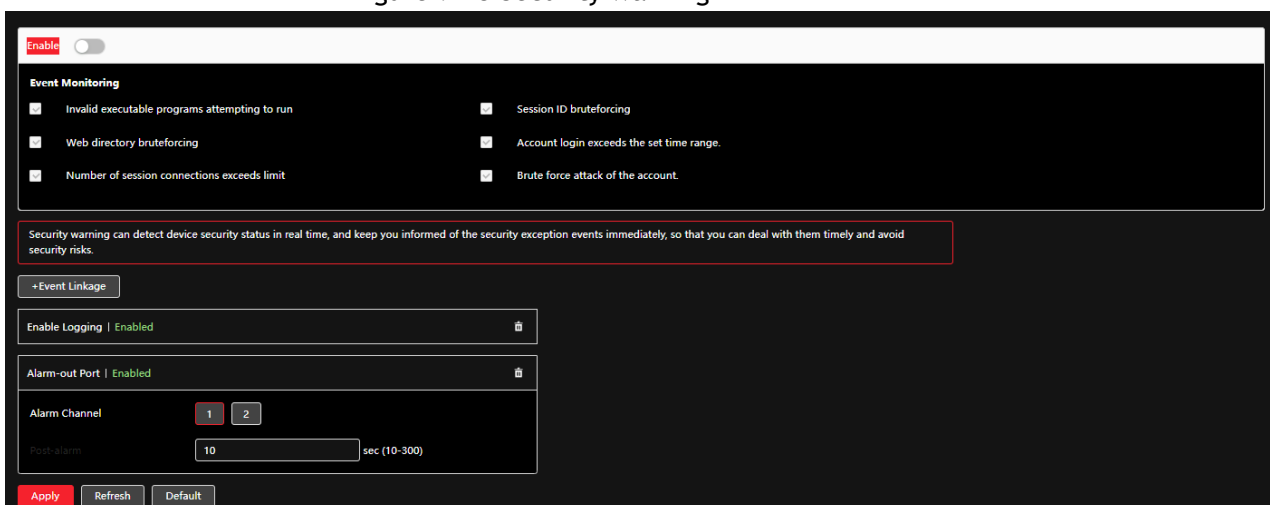 Enable
Event Monitoring
Invalid executable programs attempting to run
Session ID bruteforcing
Web directory bruteforcing
Account login exceeds the set time range.
Number of session connections exceeds limit
Brute force attack of the account.
Security warning can detect device security status in real time, and keep you informed of the security exception events immediately, so that you can deal with them timely and avoid
security risks.
+Event Linkage
Enable Logging | Enabled
Alarm-out Port | Enabled
Alarm Channel 1 2
Post-alarm 10 sec (10-300)
Apply Refresh Default